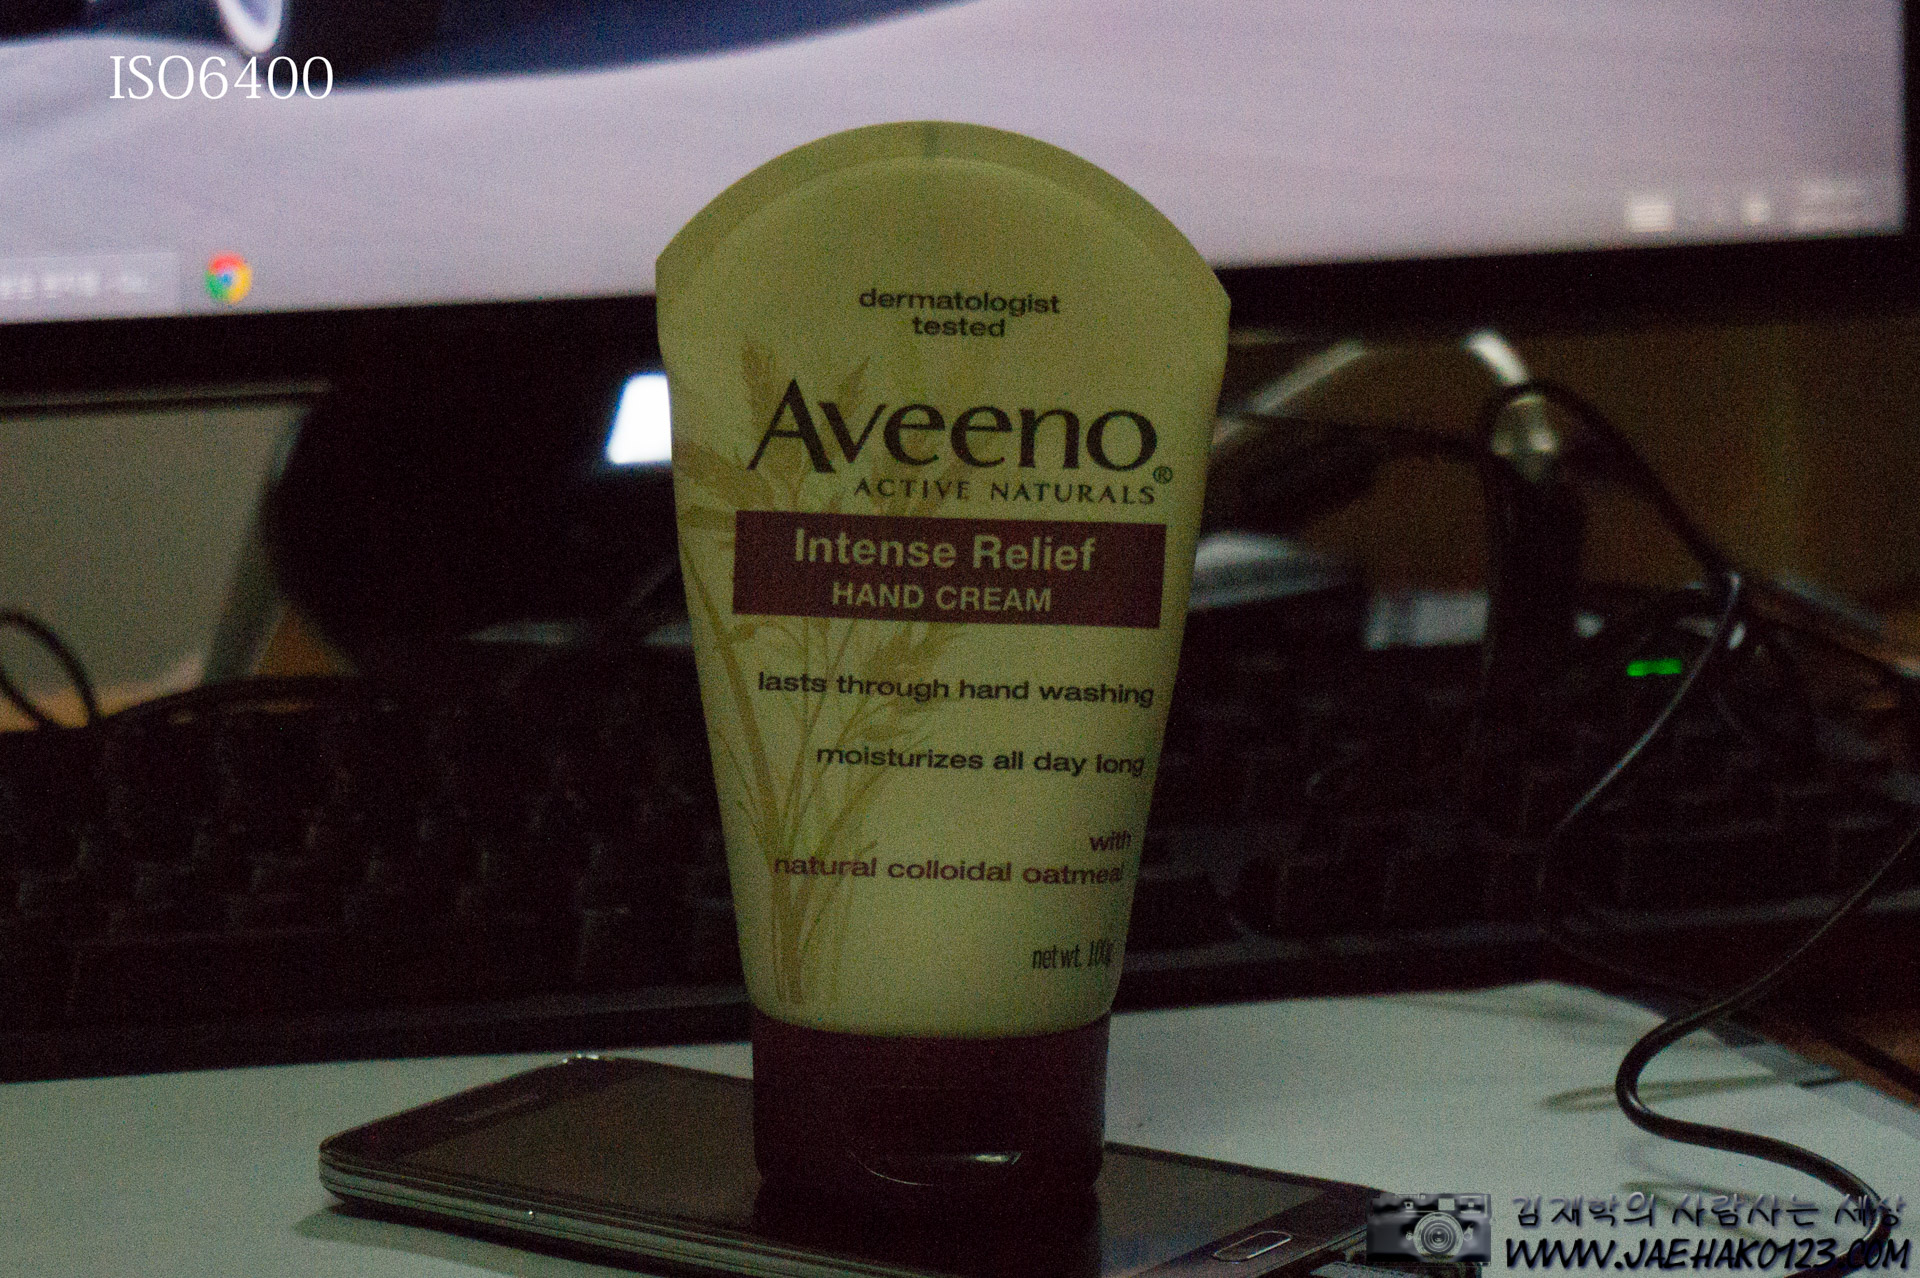 ISO6400
dermatologist
tested
Aveeno®
ACTIVE NATURALS
Intense Relief
HAND CREAM
lasts through hand washing
moisturizes all day long
with
natural colloidal oatmeal
net wt. 100g
김재학의 사람사는 세상
WWW.JAEHAK0123.COM